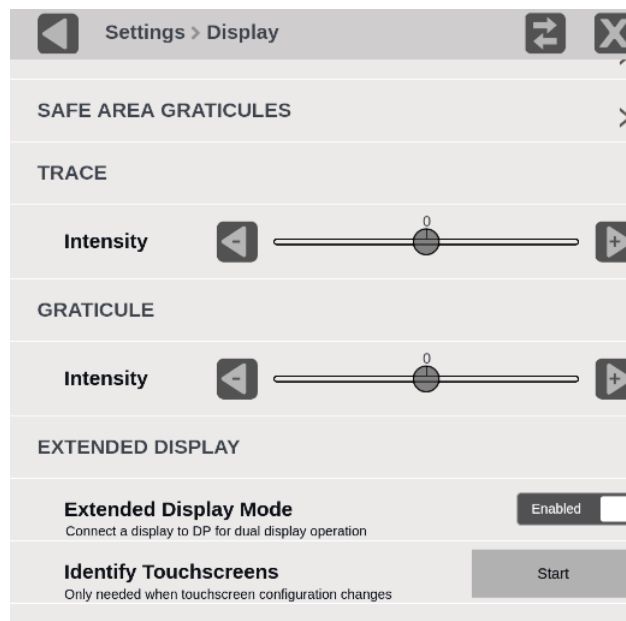 Settings > Display
SAFE AREA GRATICULES
TRACE
0
Intensity - +
GRATICULE
0
Intensity - +
EXTENDED DISPLAY
Extended Display Mode Enabled
Connect a display to DP for dual display operation
Identify Touchscreens Start
Only needed when touchscreen configuration changes